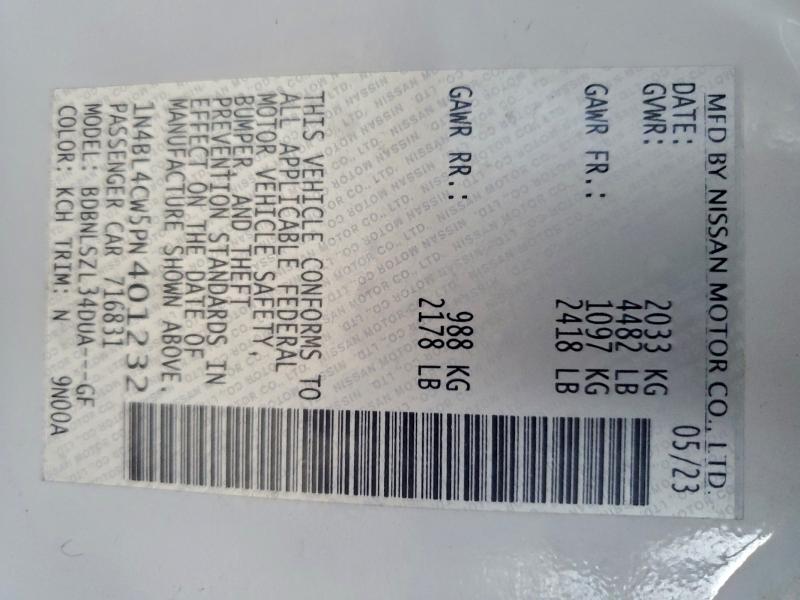 MFD BY NISSAN MOTOR CO., LTD.
DATE: 05/23
GVWR: 2033 KG
4482 LB
GAWR FR.: 1097 KG
2418 LB
GAWR RR.: 988 KG
2178 LB
THIS VEHICLE CONFORMS TO
ALL APPLICABLE FEDERAL
MOTOR VEHICLE SAFETY,
BUMPER AND THEFT
PREVENTION STANDARDS IN
EFFECT ON THE DATE OF
MANUFACTURE SHOWN ABOVE.
1N4BL4CW5PN401232
PASSENGER CAR 716831
MODEL: BDBNLSZL34DUA---GF
COLOR: KCH TRIM: N 9N00A